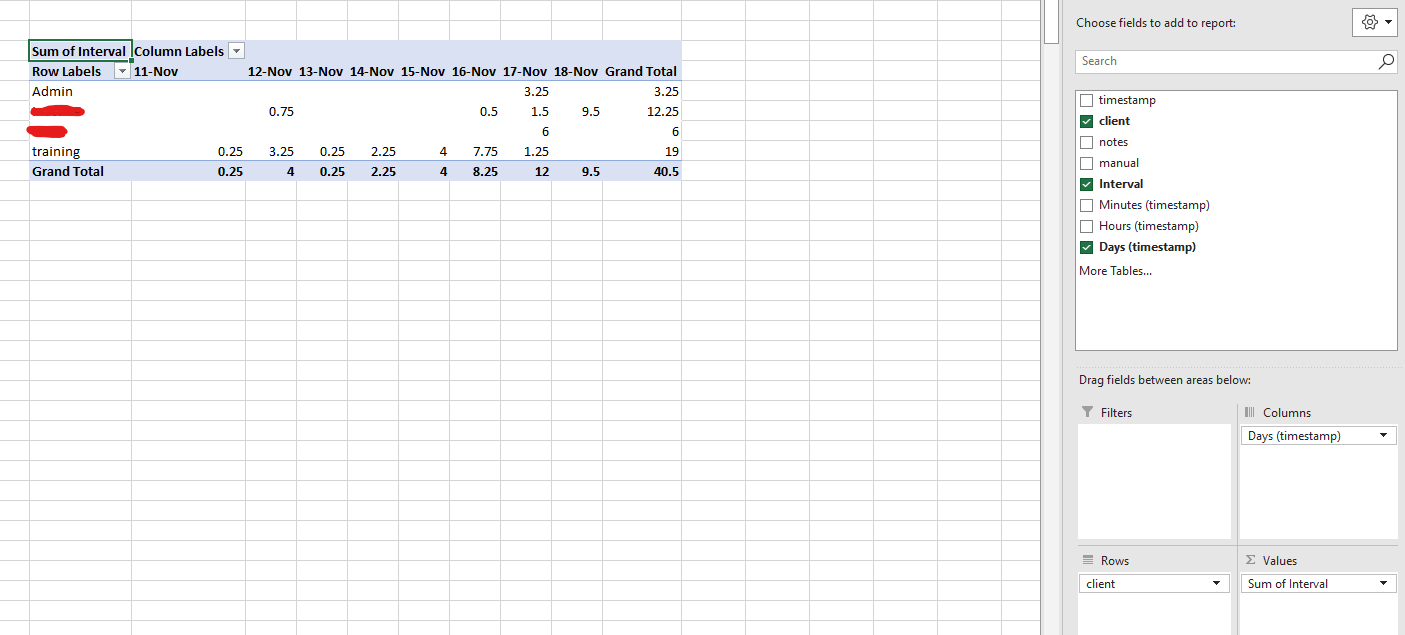 Sum of Interval Column Labels
Row Labels 11-Nov 12-Nov 13-Nov 14-Nov 15-Nov 16-Nov 17-Nov 18-Nov Grand Total
Admin 3.25 3.25
0.75 0.5 1.5 9.5 12.25
6 6
training 0.25 3.25 0.25 2.25 4 7.75 1.25 19
Grand Total 0.25 4 0.25 2.25 4 8.25 12 9.5 40.5
Choose fields to add to report:
Search
timestamp
client
notes
manual
Interval
Minutes (timestamp)
Hours (timestamp)
Days (timestamp)
More Tables...
Drag fields between areas below:
Filters
Columns
Days (timestamp)
Rows
client
Σ Values
Sum of Interval